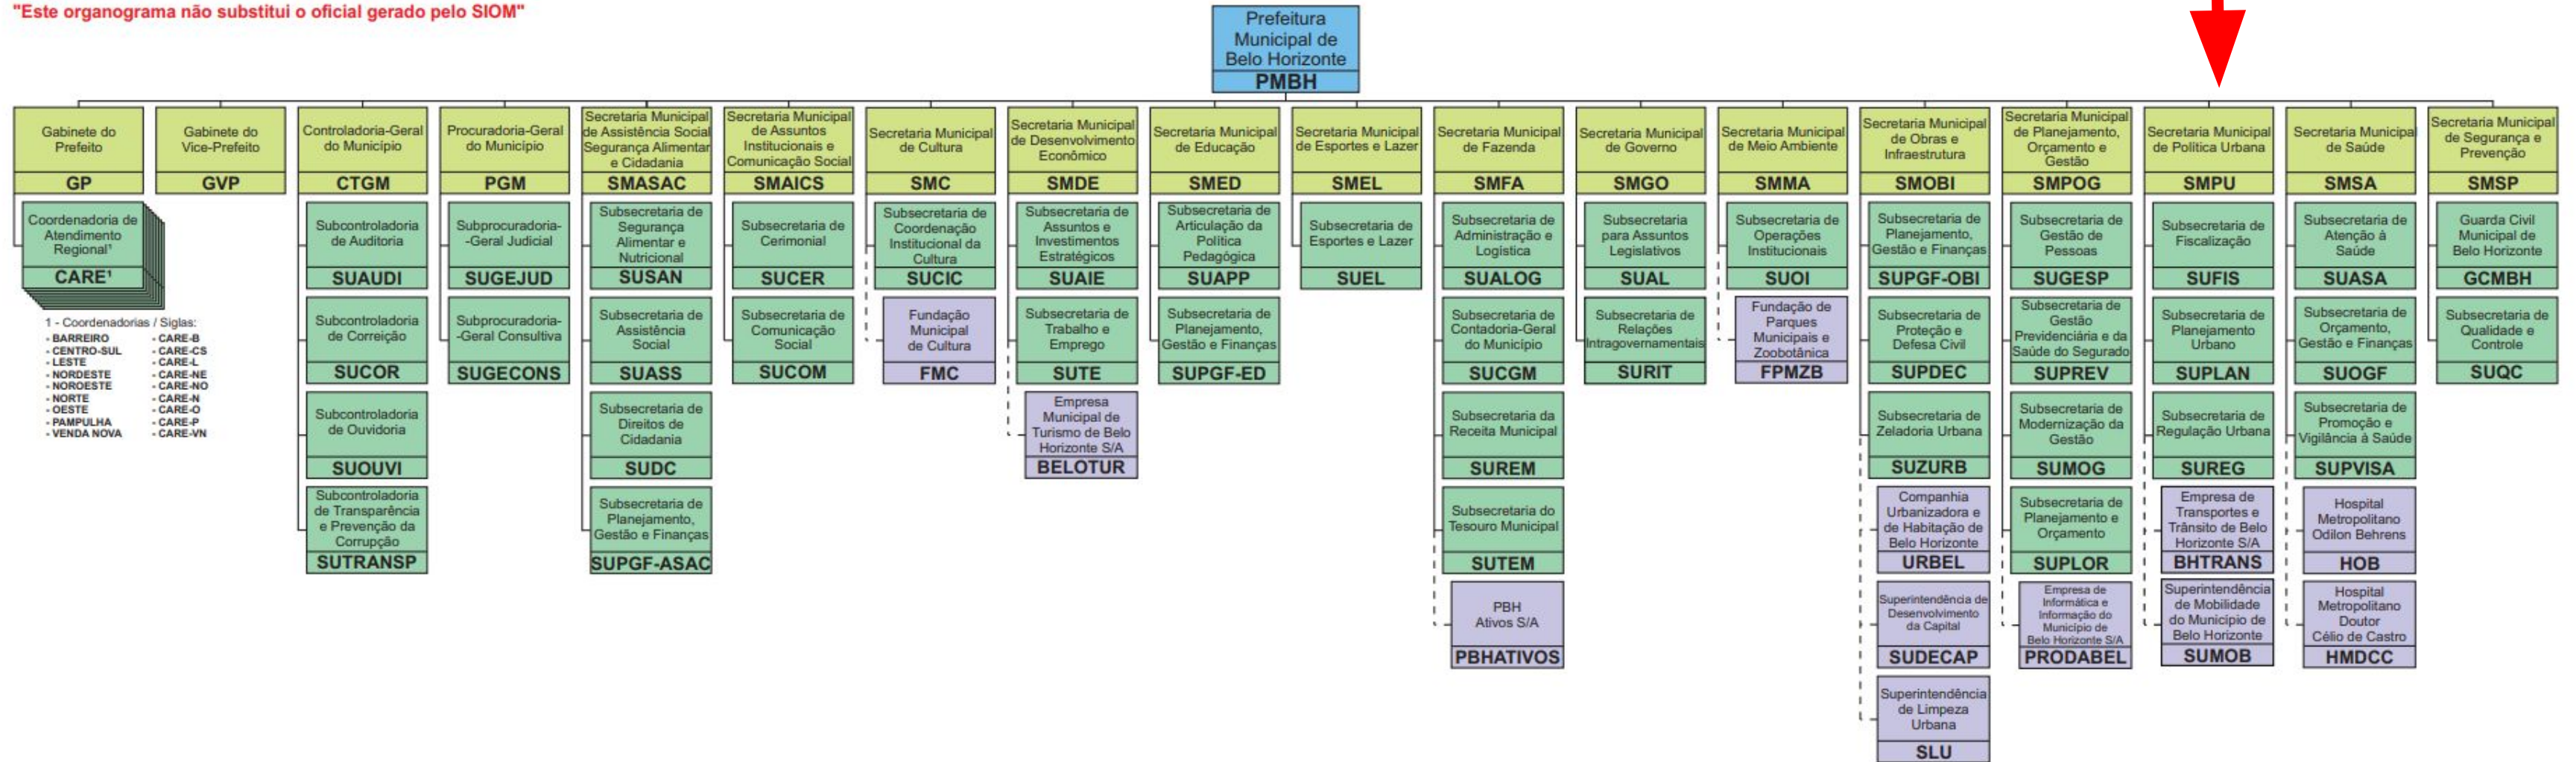 "Este organograma não substitui o oficial gerado pelo SIOM"
Prefeitura
Municipal de
Belo Horizonte
PMBH
Gabinete do
Prefeito
GP
Coordenadoria de
Atendimento
Regional¹
CARE¹
1 - Coordenadorias / Siglas:
- BARREIRO - CARE-B
- CENTRO-SUL - CARE-CS
- LESTE - CARE-L
- NORDESTE - CARE-NE
- NOROESTE - CARE-NO
- NORTE - CARE-N
- OESTE - CARE-O
- PAMPULHA - CARE-P
- VENDA NOVA - CARE-VN
Gabinete do
Vice-Prefeito
GVP
Controladoria-Geral
do Município
CTGM
Subcontroladoria
de Auditoria
SUAUDI
Subcontroladoria
de Correição
SUCOR
Subcontroladoria
de Ouvidoria
SUOUVI
Subcontroladoria
de Transparência
e Prevenção da
Corrupção
SUTRANSP
Procuradoria-Geral
do Município
PGM
Subprocuradoria-
-Geral Judicial
SUGEJUD
Subprocuradoria-
-Geral Consultiva
SUGECONS
Secretaria Municipal
de Assistência Social
Segurança Alimentar
e Cidadania
SMASAC
Subsecretaria de
Segurança
Alimentar e
Nutricional
SUSAN
Subsecretaria de
Assistência
Social
SUASS
Subsecretaria de
Direitos de
Cidadania
SUDC
Subsecretaria de
Planejamento,
Gestão e Finanças
SUPGF-ASAC
Secretaria Municipal
de Assuntos
Institucionais e
Comunicação Social
SMAICS
Subsecretaria de
Cerimonial
SUCER
Subsecretaria de
Comunicação
Social
SUCOM
Secretaria Municipal
de Cultura
SMC
Subsecretaria de
Coordenação
Institucional da
Cultura
SUCIC
Fundação
Municipal
de Cultura
FMC
Secretaria Municipal
de Desenvolvimento
Econômico
SMDE
Subsecretaria de
Assuntos e
Investimentos
Estratégicos
SUAIE
Subsecretaria de
Trabalho e
Emprego
SUTE
Empresa
Municipal de
Turismo de Belo
Horizonte S/A
BELOTUR
Secretaria Municipal
de Educação
SMED
Subsecretaria de
Articulação da
Política
Pedagógica
SUAPP
Subsecretaria de
Planejamento,
Gestão e Finanças
SUPGF-ED
Secretaria Municipal
de Esportes e Lazer
SMEL
Subsecretaria de
Esportes e Lazer
SUEL
Secretaria Municipal
de Fazenda
SMFA
Subsecretaria de
Administração e
Logística
SUALOG
Subsecretaria de
Contadoria-Geral
do Município
SUCGM
Subsecretaria da
Receita Municipal
SUREM
Subsecretaria do
Tesouro Municipal
SUTEM
PBH
Ativos S/A
PBHATIVOS
Secretaria Municipal
de Governo
SMGO
Subsecretaria
para Assuntos
Legislativos
SUAL
Subsecretaria de
Relações
Intragovernamentais
SURIT
Secretaria Municipal
de Meio Ambiente
SMMA
Subsecretaria de
Operações
Institucionais
SUOI
Fundação de
Parques
Municipais e
Zoobotânica
FPMZB
Secretaria Municipal
de Obras e
Infraestrutura
SMOBI
Subsecretaria de
Planejamento,
Gestão e Finanças
SUPGF-OBI
Subsecretaria de
Proteção e
Defesa Civil
SUPDEC
Subsecretaria de
Zeladoria Urbana
SUZURB
Companhia
Urbanizadora e
de Habitação de
Belo Horizonte
URBEL
Superintendência de
Desenvolvimento
da Capital
SUDECAP
Superintendência
de Limpeza
Urbana
SLU
Secretaria Municipal
de Planejamento,
Orçamento e
Gestão
SMPOG
Subsecretaria de
Gestão de
Pessoas
SUGESP
Subsecretaria de
Gestão
Previdenciária e da
Saúde do Segurado
SUPREV
Subsecretaria de
Modernização da
Gestão
SUMOG
Subsecretaria de
Planejamento e
Orçamento
SUPLOR
Empresa de
Informática e
Informação do
Município de
Belo Horizonte S/A
PRODABEL
Secretaria Municipal
de Política Urbana
SMPU
Subsecretaria de
Fiscalização
SUFIS
Subsecretaria de
Planejamento
Urbano
SUPLAN
Subsecretaria de
Regulação Urbana
SUREG
Empresa de
Transportes e
Trânsito de Belo
Horizonte S/A
BHTRANS
Superintendência
de Mobilidade
do Município de
Belo Horizonte
SUMOB
Secretaria Municipal
de Saúde
SMSA
Subsecretaria de
Atenção à
Saúde
SUASA
Subsecretaria de
Orçamento,
Gestão e Finanças
SUOGF
Subsecretaria de
Promoção e
Vigilância à Saúde
SUPVISA
Hospital
Metropolitano
Odilon Behrens
HOB
Hospital
Metropolitano
Doutor
Célio de Castro
HMDCC
Secretaria Municipal
de Segurança e
Prevenção
SMSP
Guarda Civil
Municipal de
Belo Horizonte
GCMBH
Subsecretaria de
Qualidade e
Controle
SUQC